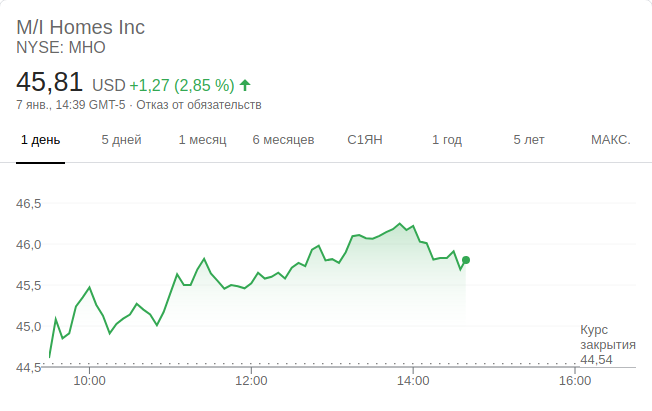 M/I Homes Inc
NYSE: MHO
45,81 USD +1,27 (2,85 %)
7 янв., 14:39 GMT-5 · Отказ от обязательств
1 день 5 дней 1 месяц 6 месяцев С1ЯН 1 год 5 лет МАКС.
46,5
46,0
45,5
45,0
Курс
закрытия
44,54
44,5
10:00 12:00 14:00 16:00